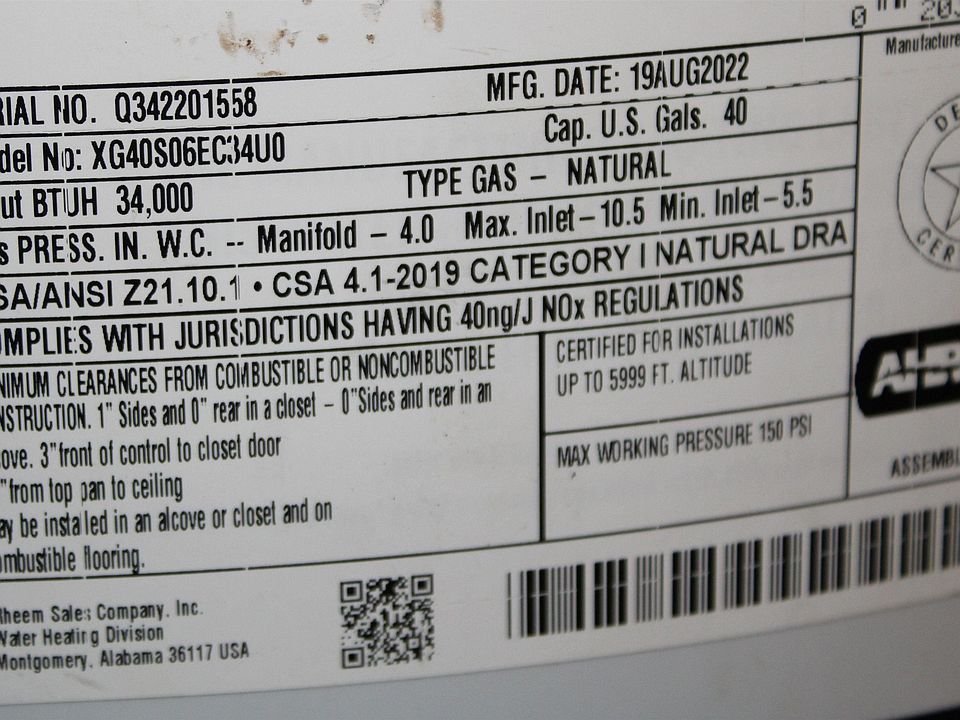 RIAL NO. Q342201558
MFG. DATE: 19AUG2022
del No: XG40S06EC34U0
Cap. U.S. Gals. 40
ut BTUH 34,000
TYPE GAS – NATURAL
s PRESS. IN. W.C. -- Manifold – 4.0 Max. Inlet – 10.5 Min. Inlet – 5.5
SA/ANSI Z21.10.1 • CSA 4.1-2019 CATEGORY I NATURAL DRA
OMPLIES WITH JURISDICTIONS HAVING 40ng/J NOx REGULATIONS
NIMUM CLEARANCES FROM COMBUSTIBLE OR NONCOMBUSTIBLE
NSTRUCTION. 1" Sides and 0" rear in a closet – 0"Sides and rear in an
ove. 3"front of control to closet door
"from top pan to ceiling
ay be installed in an alcove or closet and on
ombustible flooring.
CERTIFIED FOR INSTALLATIONS
UP TO 5999 FT. ALTITUDE
MAX WORKING PRESSURE 150 PSI
Manufacture
DE
CER
ASSEMBL
Rheem Sales Company, Inc.
Water Heating Division
Montgomery, Alabama 36117 USA